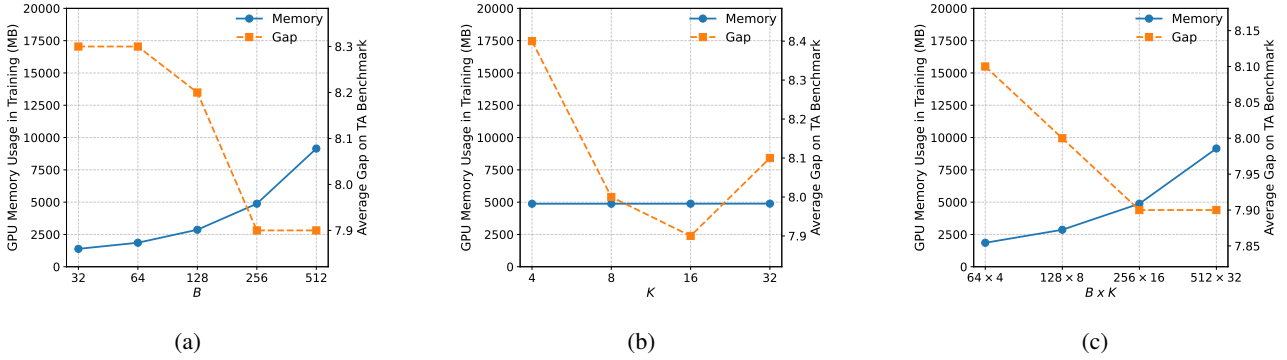 GPU Memory Usage in Training (MB)
20000
17500
15000
12500
10000
7500
5000
2500
0
Memory
Gap
8.3
8.2
8.1
8.0
7.9
Average Gap on TA Benchmark
32 64 128 256 512
B
(a)
GPU Memory Usage in Training (MB)
20000
17500
15000
12500
10000
7500
5000
2500
0
Memory
Gap
8.4
8.3
8.2
8.1
8.0
7.9
Average Gap on TA Benchmark
4 8 16 32
K
(b)
GPU Memory Usage in Training (MB)
20000
17500
15000
12500
10000
7500
5000
2500
0
Memory
Gap
8.15
8.10
8.05
8.00
7.95
7.90
7.85
Average Gap on TA Benchmark
64 × 4 128 × 8 256 × 16 512 × 32
B x K
(c)